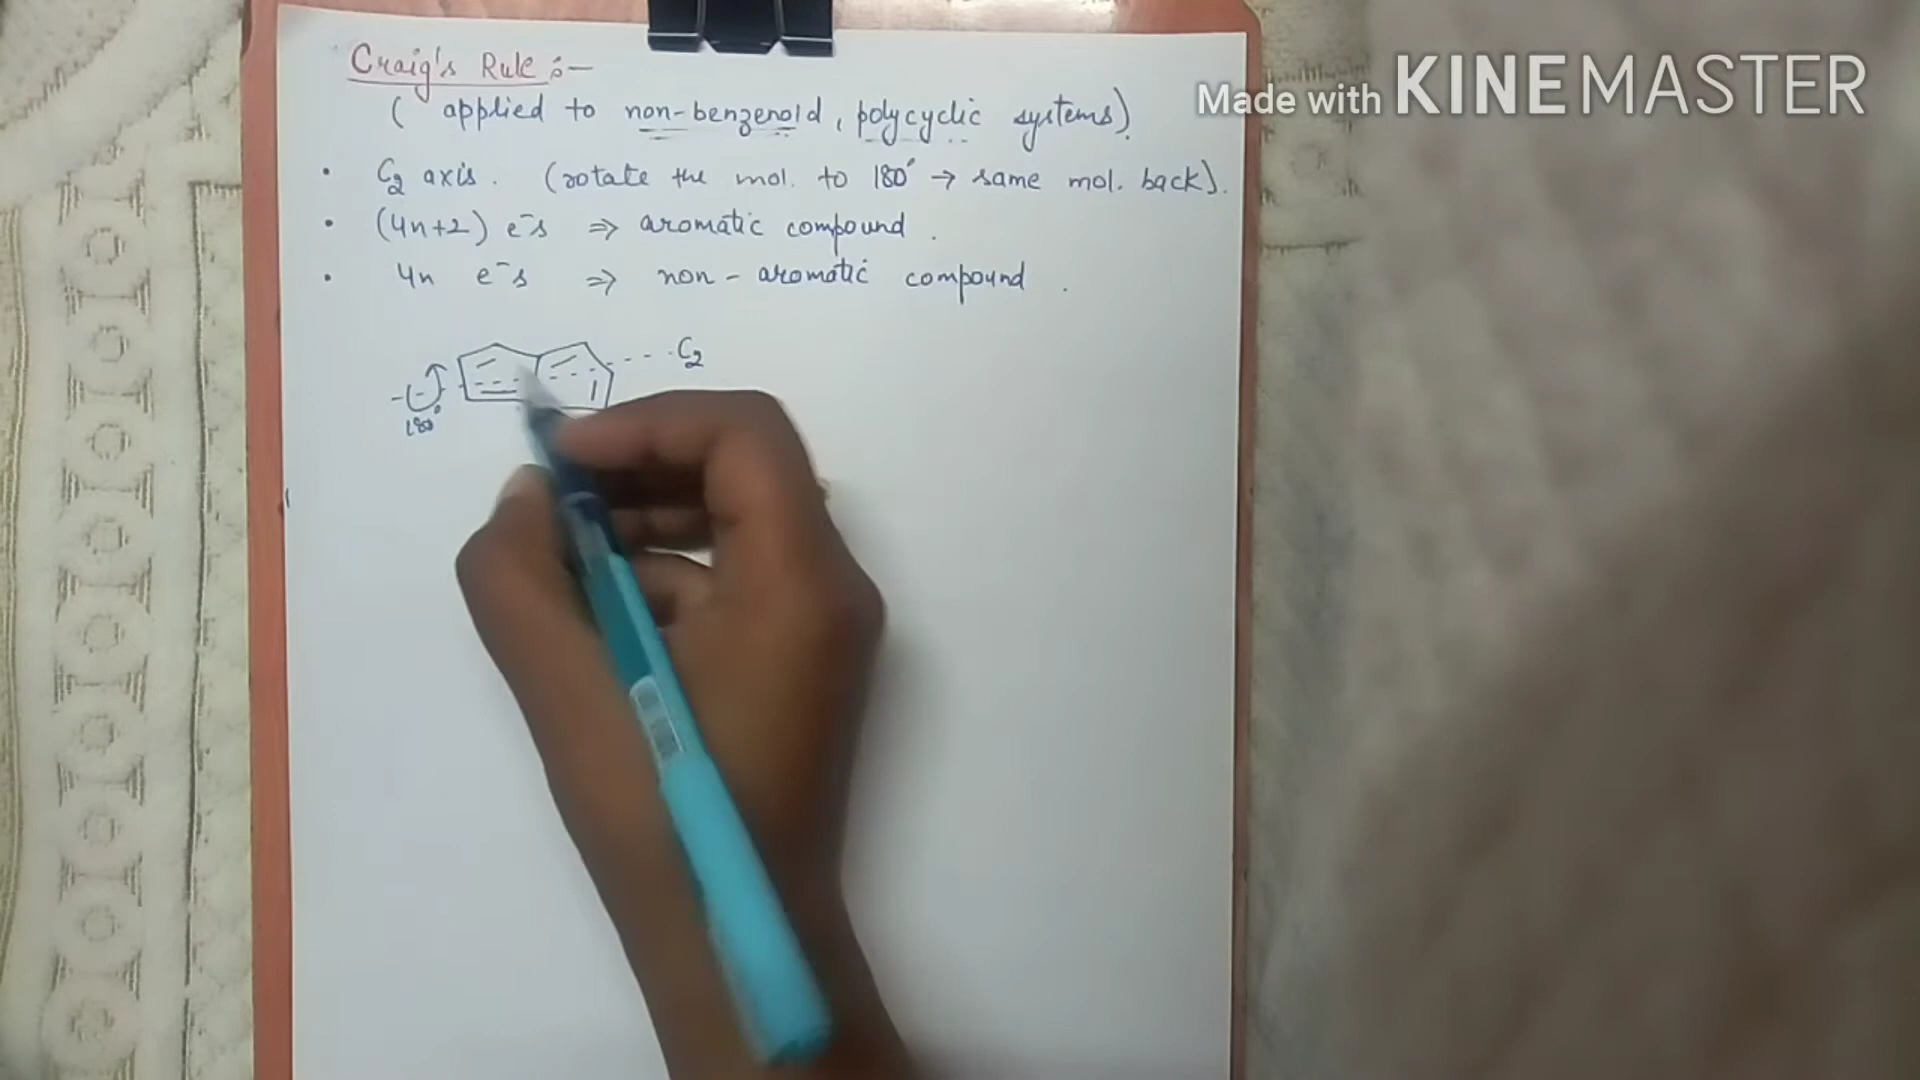 Craig's Rule :-
( applied to non-benzenoid, polycyclic systems).
• C2 axis. (rotate the mol. to 180° → same mol. back).
• (4n+2) e⁻s ⇒ aromatic compound.
• 4n e⁻s ⇒ non-aromatic compound.
C2
180°
Made with KINEMASTER